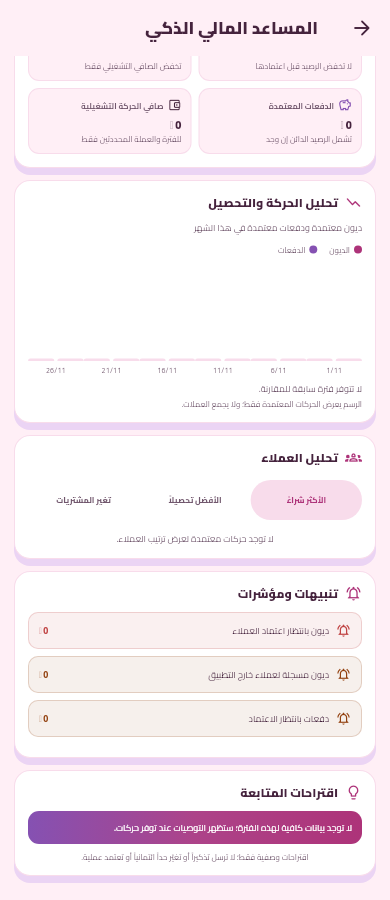 المساعد المالي الذكي
لا تخفض الرصيد قبل اعتمادها
تخفض الصافي التشغيلي فقط
الدفعات المعتمدة
0
تشمل الرصيد الدائن إن وجد
صافي الحركة التشغيلية
0
للفترة والعملة المحددتين فقط
تحليل الحركة والتحصيل
ديون معتمدة ودفعات معتمدة في هذا الشهر
الديون
الدفعات
1/11
6/11
11/11
16/11
21/11
26/11
لا تتوفر فترة سابقة للمقارنة.
الرسم يعرض الحركات المعتمدة فقط؛ ولا يجمع العملات.
تحليل العملاء
الأكثر شراءً
الأفضل تحصيلاً
تغير المشتريات
لا توجد حركات معتمدة لعرض ترتيب العملاء.
تنبيهات ومؤشرات
ديون بانتظار اعتماد العملاء
0
ديون مسجلة لعملاء خارج التطبيق
0
دفعات بانتظار الاعتماد
0
اقتراحات المتابعة
لا توجد بيانات كافية لهذه الفترة؛ ستظهر التوصيات عند توفر حركات.
اقتراحات وصفية فقط؛ لا ترسل تذكيراً أو تغيّر حداً ائتمانياً أو تعتمد عملية.